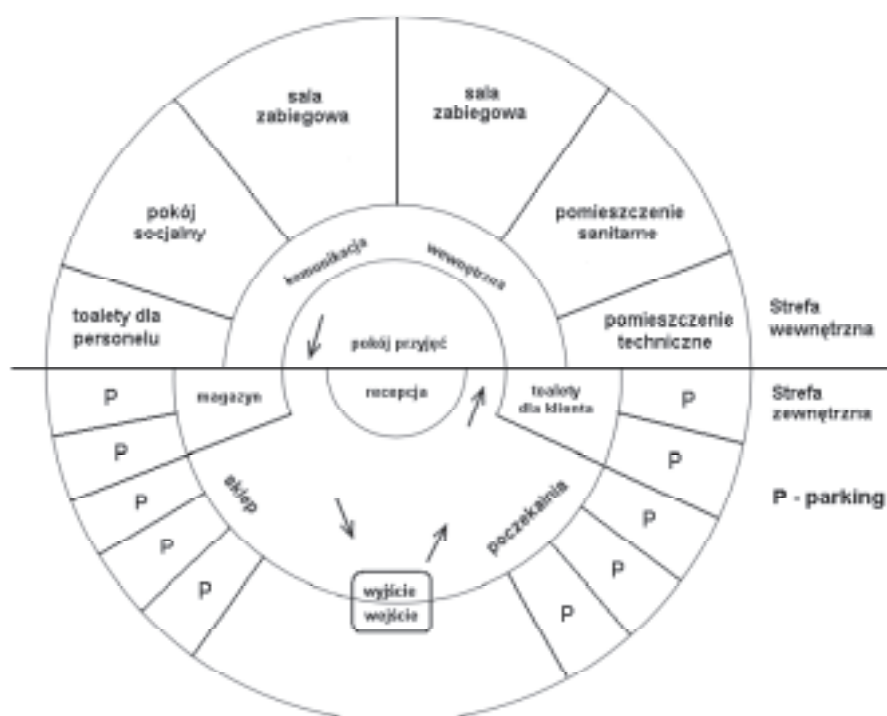 sala
zabiegowa
sala
zabiegowa
pokój
socjalny
pomieszczenie
sanitarne
komunikacja
wewnętrzna
toalety dla
personelu
pokój przyjęć
pomieszczenie
techniczne
Strefa
wewnętrzna
P
magazyn
recepcja
toalety
dla klienta
P
Strefa
zewnętrzna
P
P
sklep
poczekalnia
P
P
P - parking
P
P
P
P
wyjście
wejście